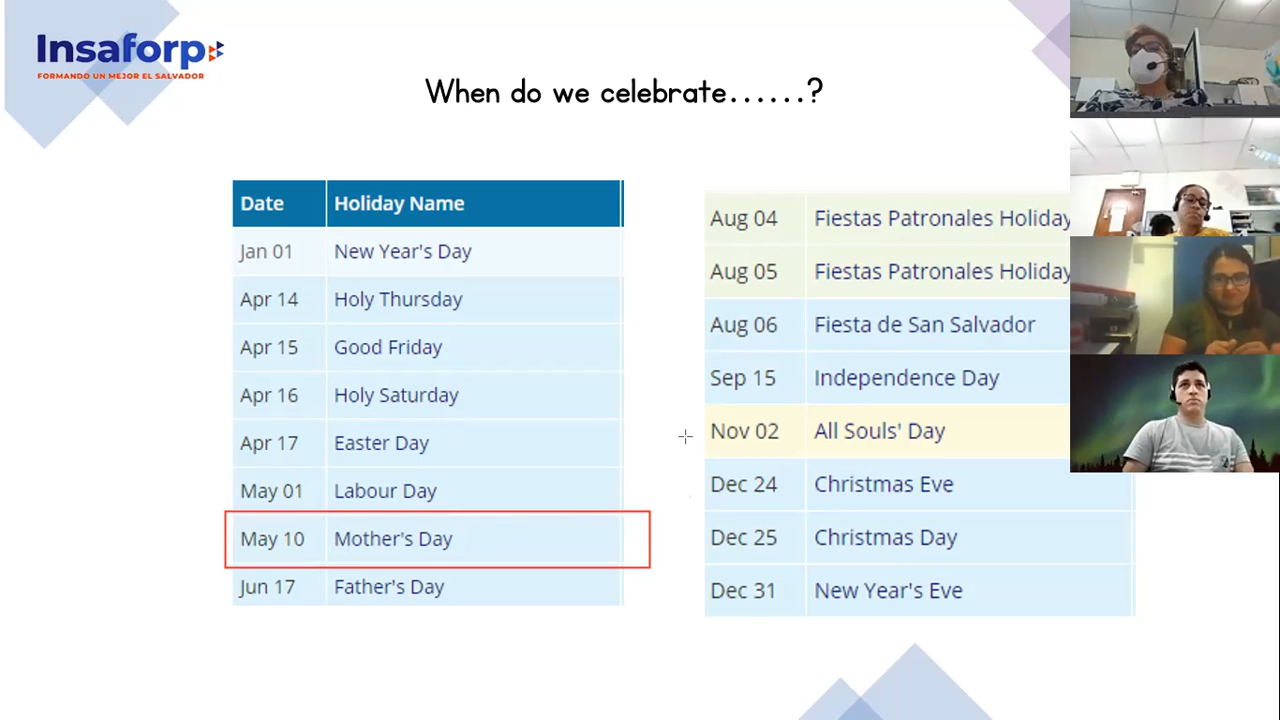 Insaforp
FORMANDO UN MEJOR EL SALVADOR
When do we celebrate......?
Date Holiday Name
Jan 01 New Year's Day
Apr 14 Holy Thursday
Apr 15 Good Friday
Apr 16 Holy Saturday
Apr 17 Easter Day
May 01 Labour Day
May 10 Mother's Day
Jun 17 Father's Day
Aug 04 Fiestas Patronales Holiday
Aug 05 Fiestas Patronales Holiday
Aug 06 Fiesta de San Salvador
Sep 15 Independence Day
Nov 02 All Souls' Day
Dec 24 Christmas Eve
Dec 25 Christmas Day
Dec 31 New Year's Eve